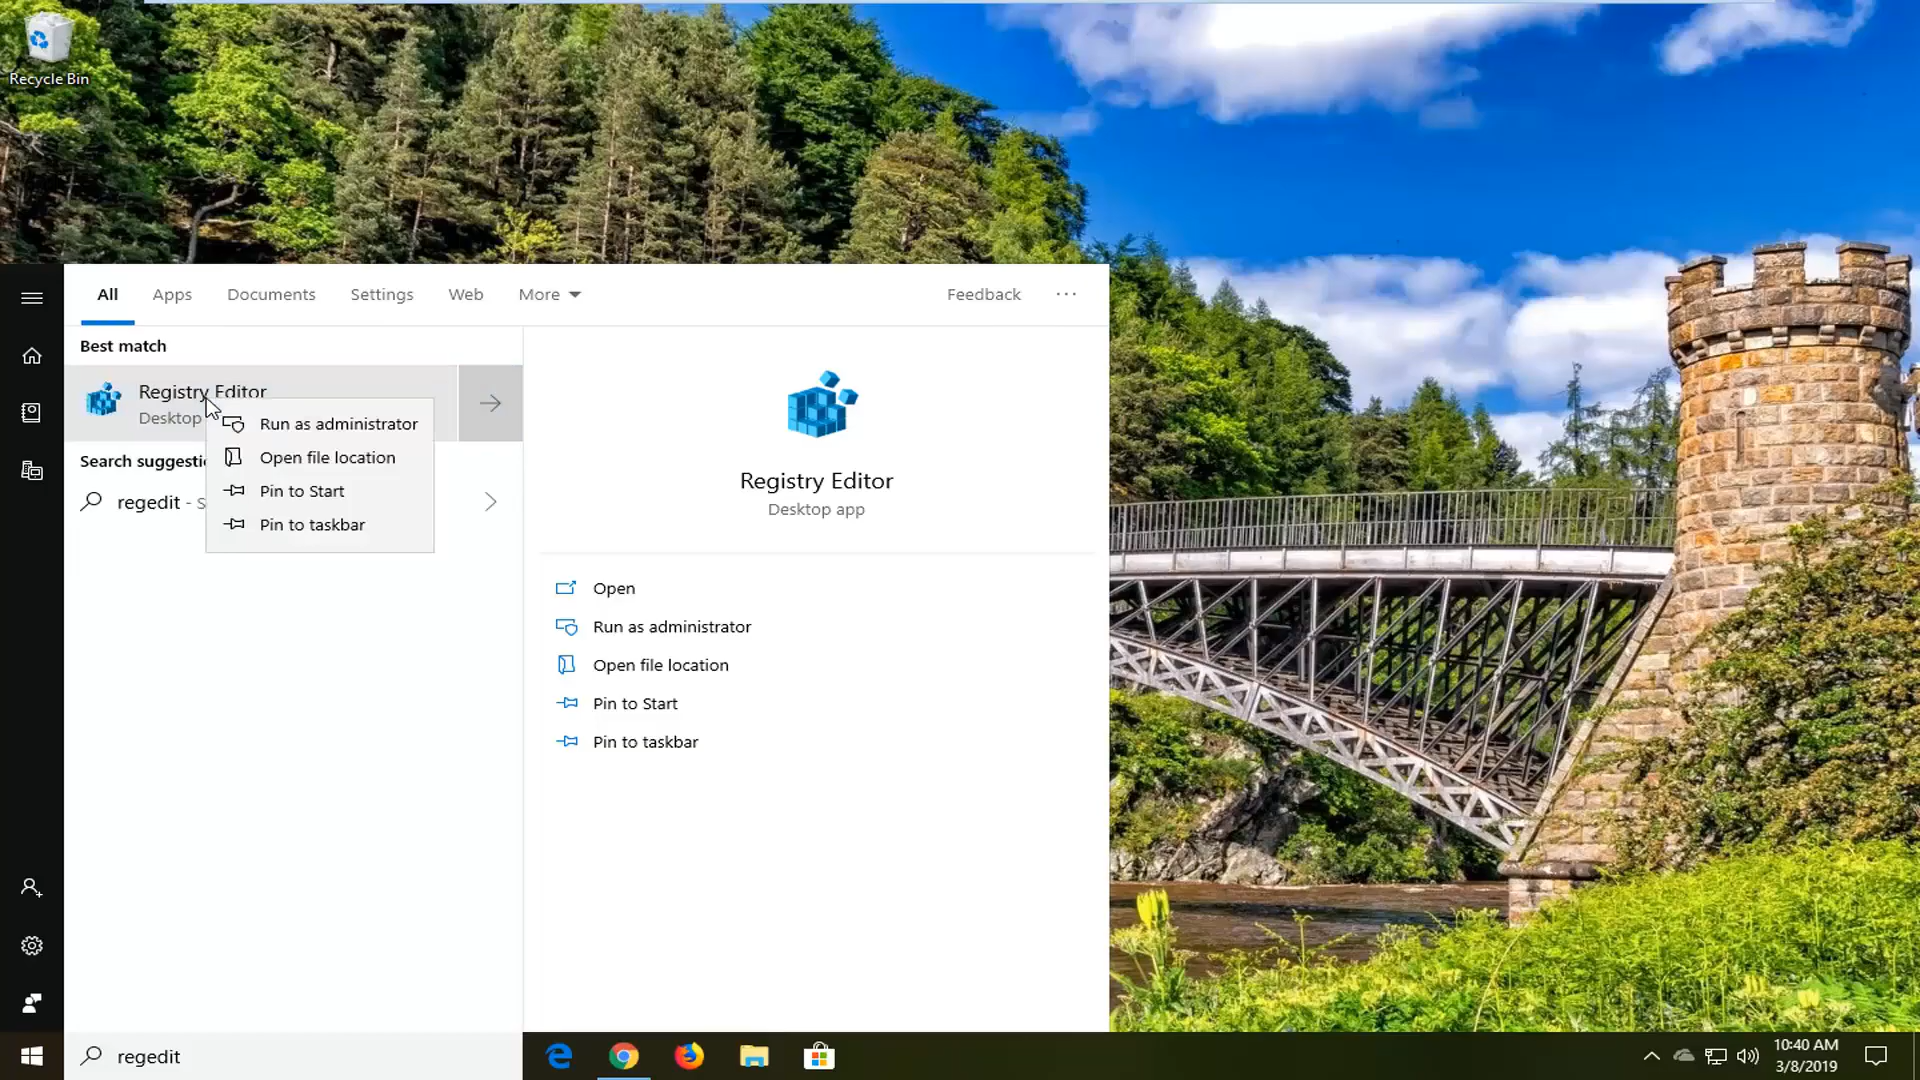 Recycle Bin
All Apps Documents Settings Web More Feedback
Best match
Registry Editor
Desktop
Run as administrator
Open file location
Pin to Start
Pin to taskbar
Search
regedit - S
Registry Editor
Desktop app
Open
Run as administrator
Open file location
Pin to Start
Pin to taskbar
regedit
10:40 AM
3/8/2019